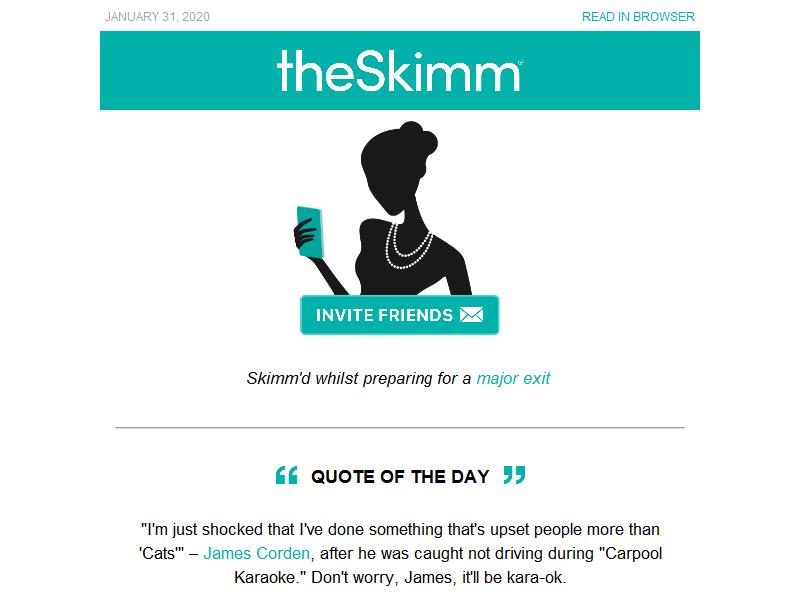 JANUARY 31, 2020 READ IN BROWSER
theSkimm®
INVITE FRIENDS
Skimm'd whilst preparing for a major exit
“ QUOTE OF THE DAY ”
"I'm just shocked that I've done something that's upset people more than
'Cats'" – James Corden, after he was caught not driving during "Carpool
Karaoke." Don't worry, James, it'll be kara-ok.